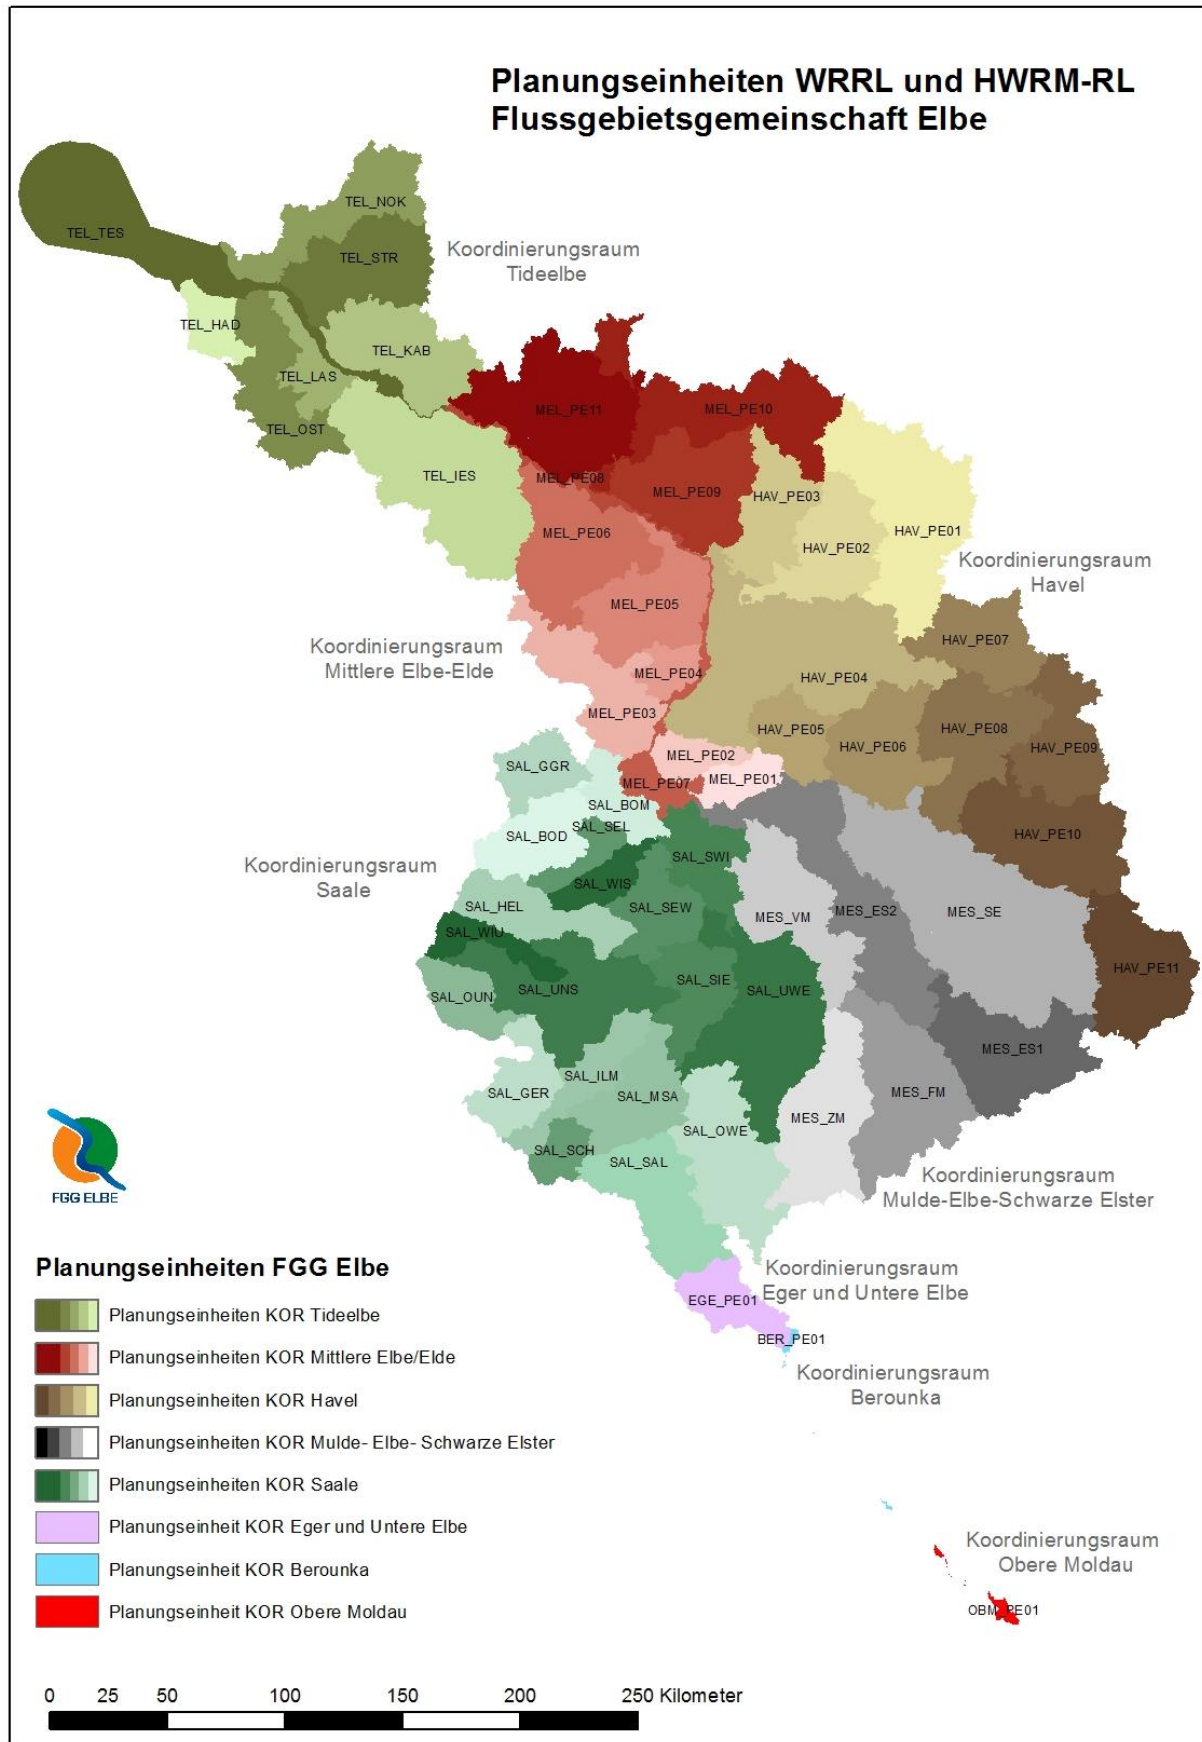 Planungseinheiten WRRL und HWRM-RL
Flussgebietsgemeinschaft Elbe
TEL_NOK
TEL_TES
TEL_STR
Koordinierungsraum
Tideelbe
TEL_HAD
TEL_KAB
TEL_LAS
TEL_OST
TEL_IES
MEL_PE11
MEL_PE10
MEL_PE08
MEL_PE09
HAV_PE03
MEL_PE06
HAV_PE02
HAV_PE01
Koordinierungsraum
Havel
MEL_PE05
HAV_PE07
Koordinierungsraum
Mittlere Elbe-Elde
MEL_PE04
HAV_PE04
MEL_PE03
HAV_PE05
HAV_PE08
HAV_PE06
HAV_PE09
MEL_PE02
SAL_GGR
MEL_PE07
MEL_PE01
SAL_BOM
SAL_SEL
SAL_BOD
HAV_PE10
Koordinierungsraum
Saale
SAL_SWI
SAL_WIS
SAL_HEL
SAL_SEW
MES_VM
MES_ES2
MES_SE
SAL_WIU
HAV_PE11
SAL_OUN
SAL_UNS
SAL_SIE
SAL_UWE
MES_ES1
SAL_ILM
SAL_GER
SAL_MSA
MES_FM
MES_ZM
SAL_OWE
SAL_SCH
SAL_SAL
Koordinierungsraum
Mulde-Elbe-Schwarze Elster
FGG ELBE
Koordinierungsraum
Eger und Untere Elbe
EGE_PE01
BER_PE01
Koordinierungsraum
Berounka
Koordinierungsraum
Obere Moldau
OBM_PE01
Planungseinheiten FGG Elbe
Planungseinheiten KOR Tideelbe
Planungseinheiten KOR Mittlere Elbe/Elde
Planungseinheiten KOR Havel
Planungseinheiten KOR Mulde- Elbe- Schwarze Elster
Planungseinheiten KOR Saale
Planungseinheit KOR Eger und Untere Elbe
Planungseinheit KOR Berounka
Planungseinheit KOR Obere Moldau
0 25 50 100 150 200 250 Kilometer